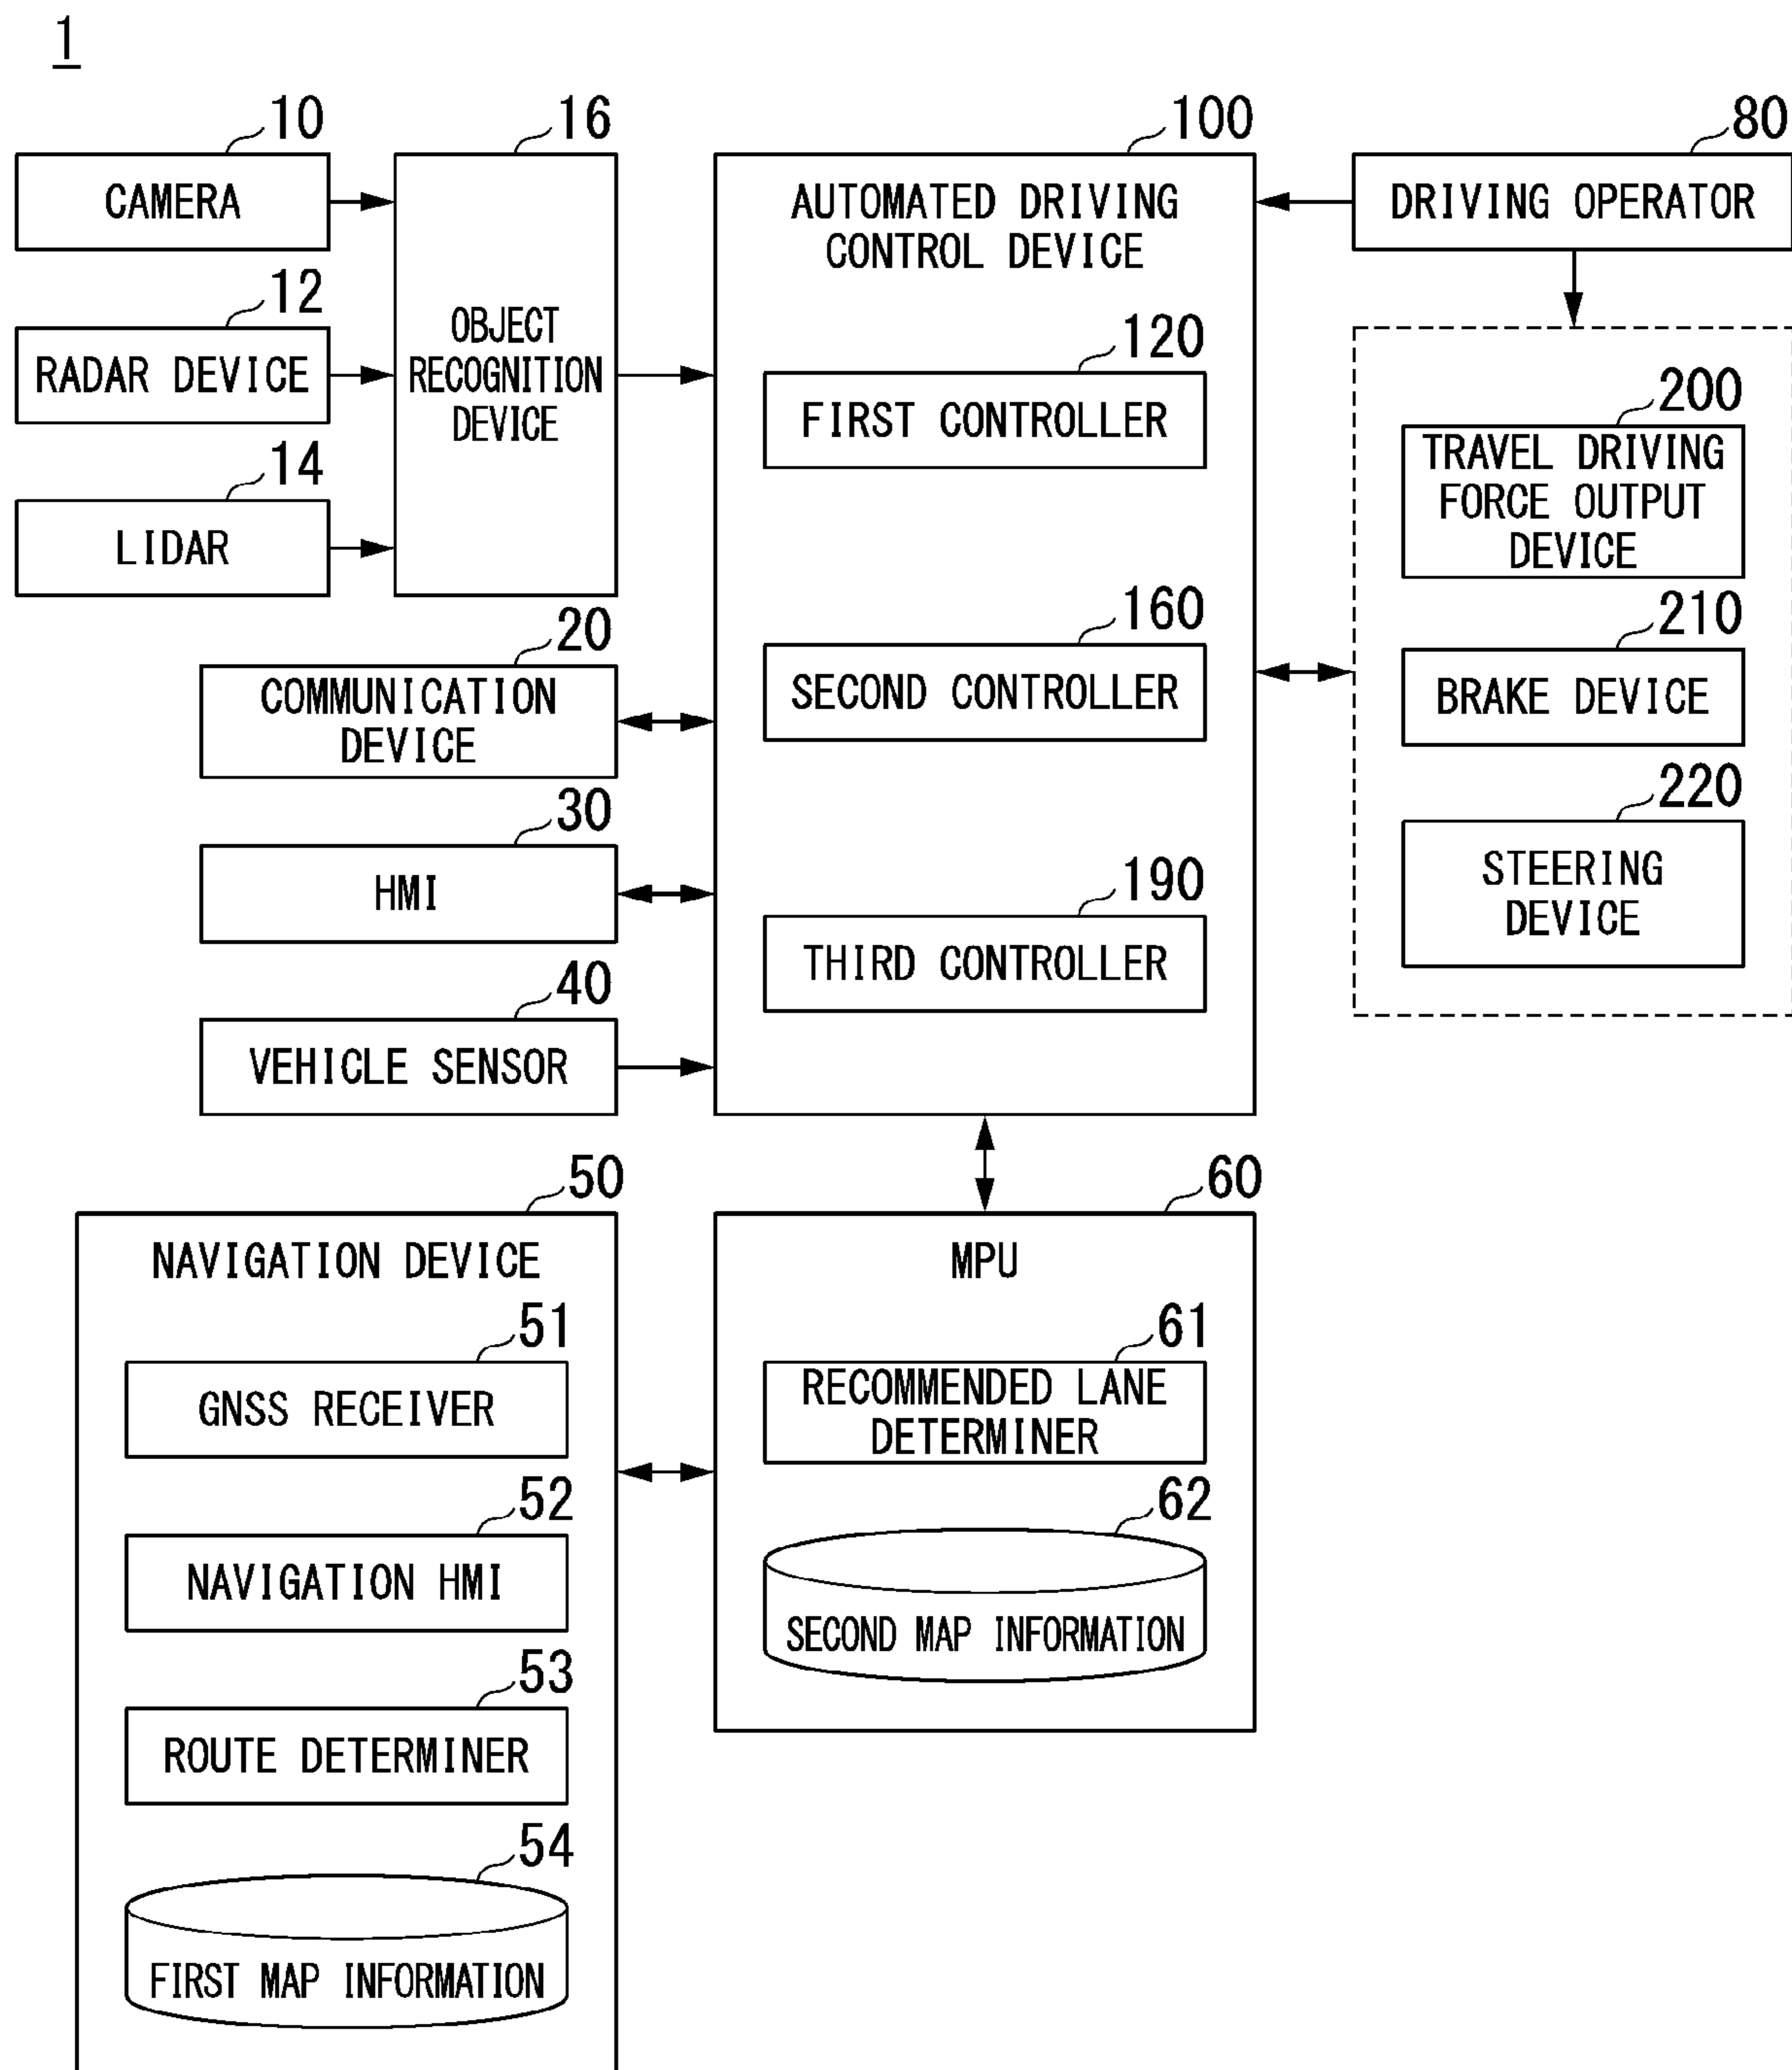 1
10
CAMERA
12
RADAR DEVICE
14
LIDAR
16
OBJECT
RECOGNITION
DEVICE
20
COMMUNICATION
DEVICE
30
HMI
40
VEHICLE SENSOR
100
AUTOMATED DRIVING
CONTROL DEVICE
120
FIRST CONTROLLER
160
SECOND CONTROLLER
190
THIRD CONTROLLER
80
DRIVING OPERATOR
200
TRAVEL DRIVING
FORCE OUTPUT
DEVICE
210
BRAKE DEVICE
220
STEERING
DEVICE
50
NAVIGATION DEVICE
51
GNSS RECEIVER
52
NAVIGATION HMI
53
ROUTE DETERMINER
54
FIRST MAP INFORMATION
60
MPU
61
RECOMMENDED LANE
DETERMINER
62
SECOND MAP INFORMATION